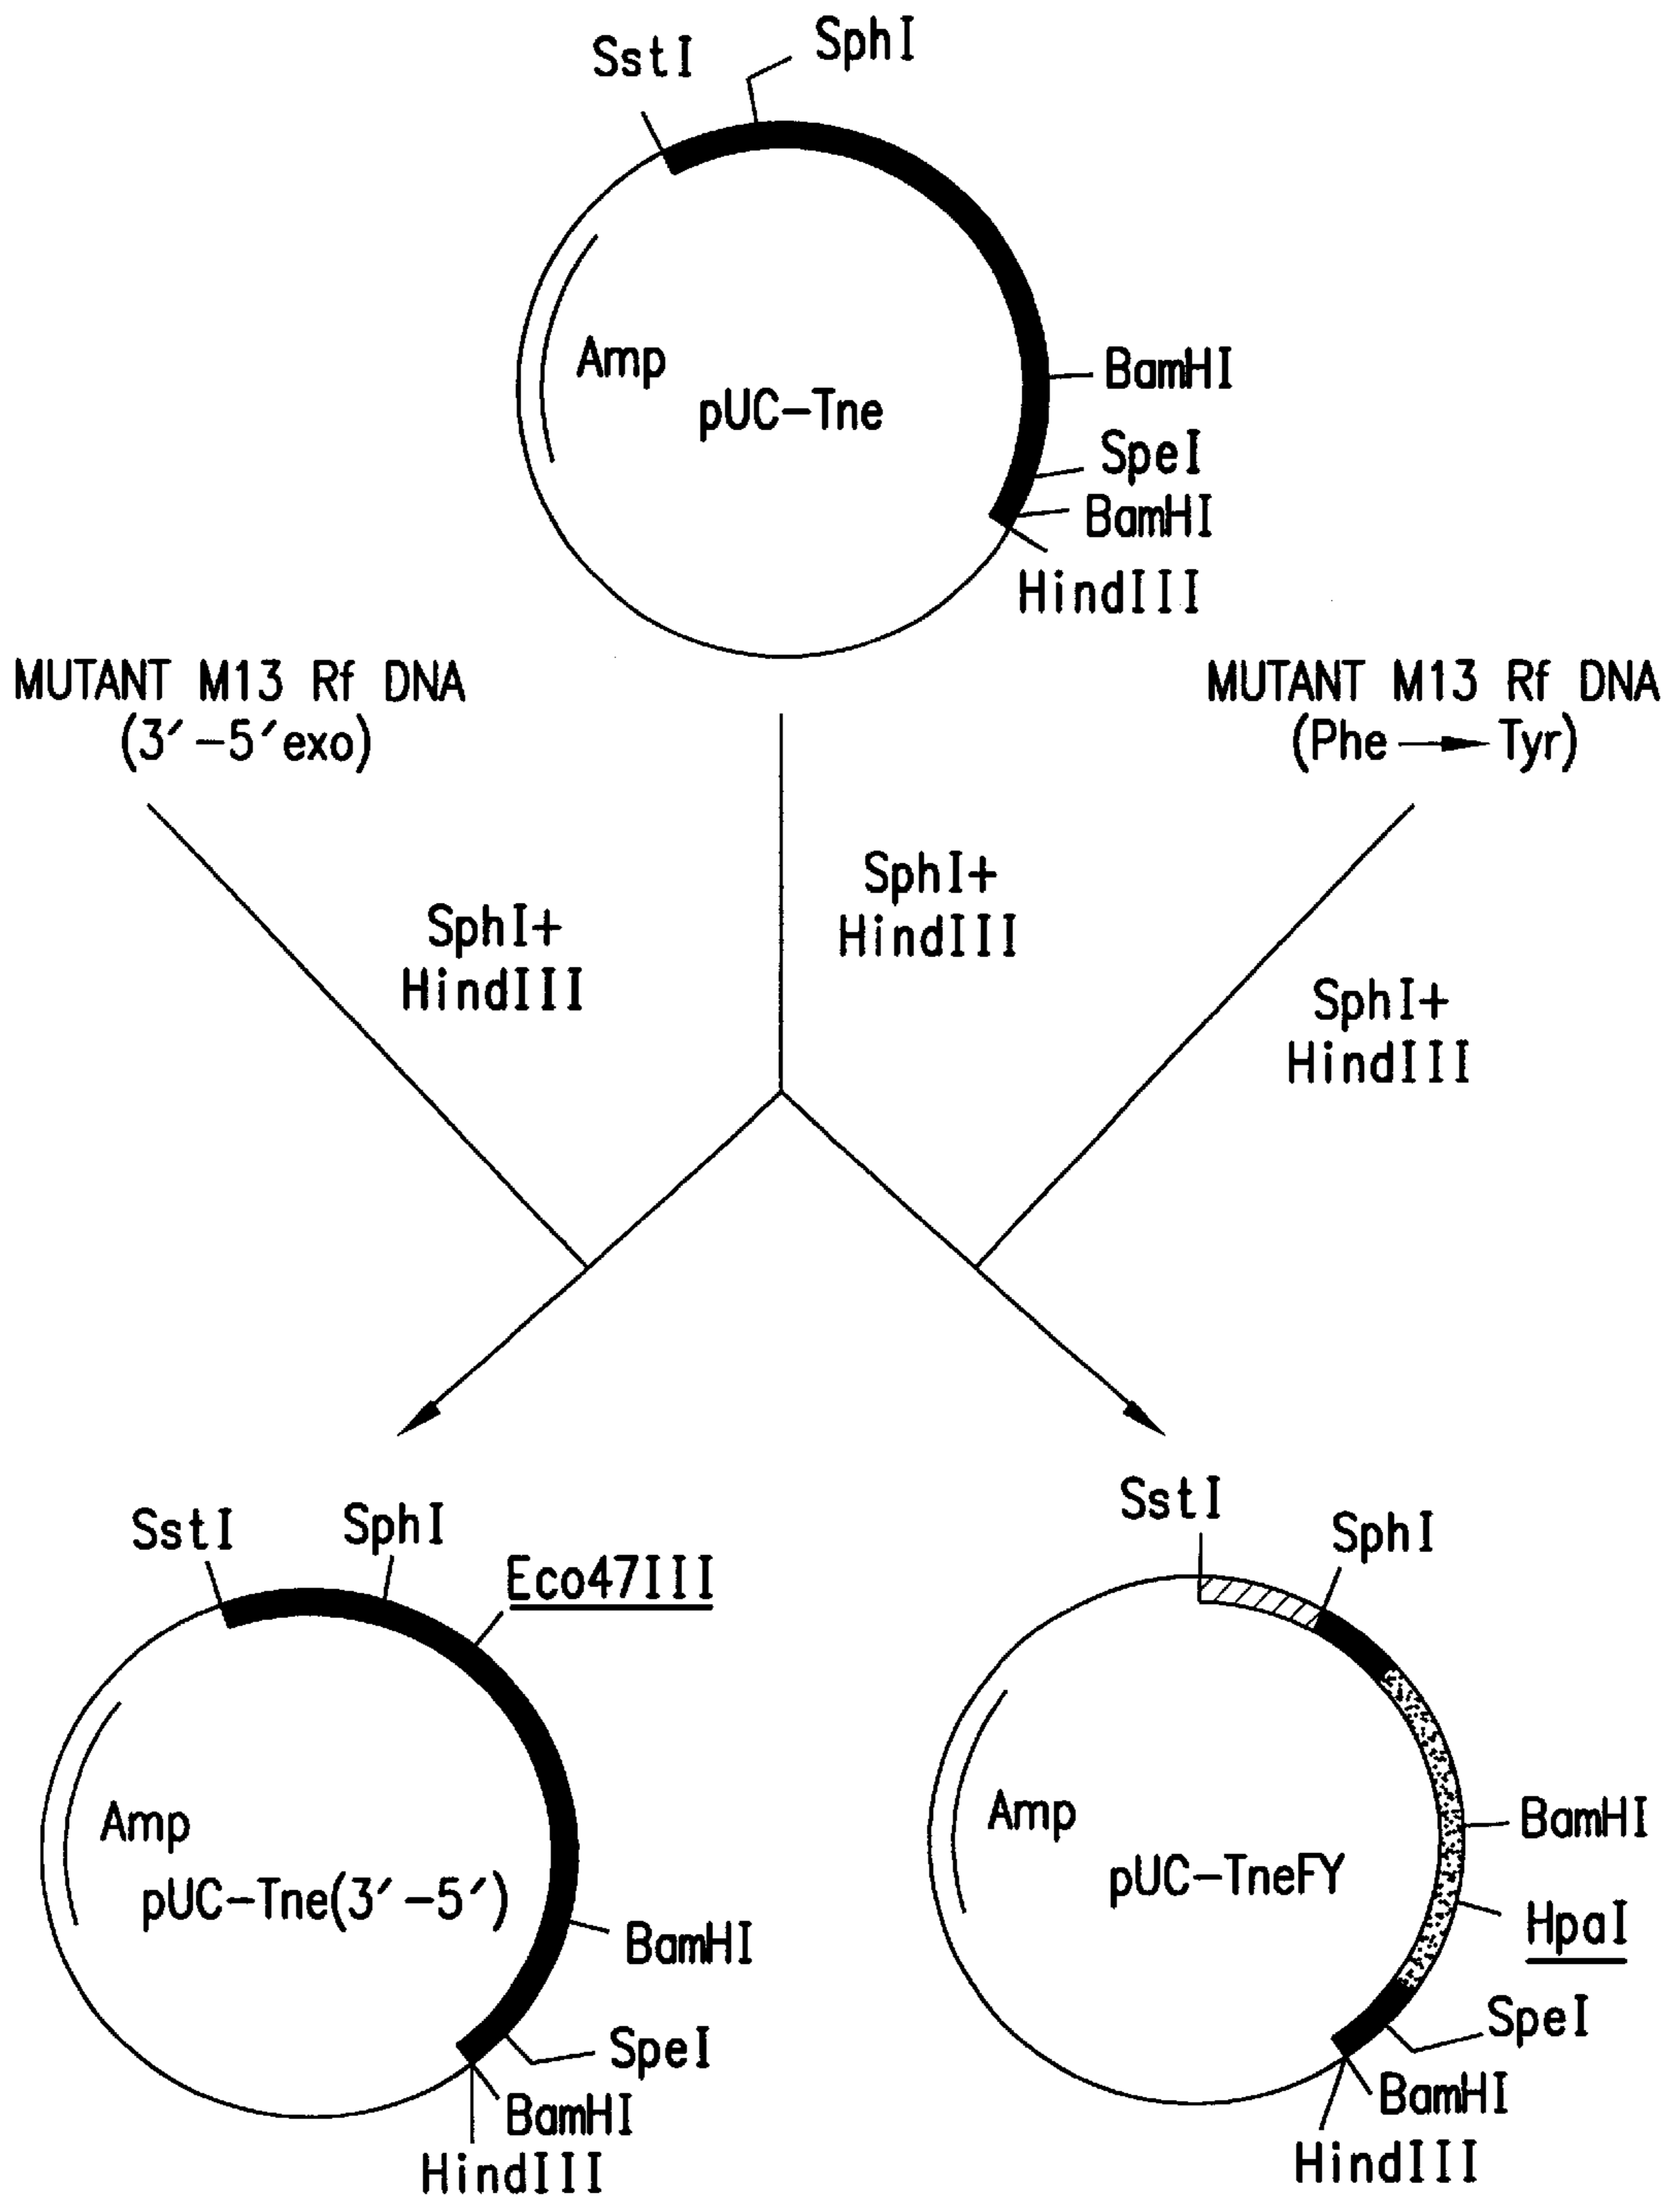 SstI
SphI
Amp
pUC-Tne
BamHI
SpeI
BamHI
HindIII
MUTANT M13 Rf DNA
(3'-5'exo)
MUTANT M13 Rf DNA
(Phe → Tyr)
SphI+
HindIII
SphI+
HindIII
SphI+
HindIII
SstI
SphI
Eco47III
Amp
pUC-Tne(3'-5')
BamHI
SpeI
BamHI
HindIII
SstI
SphI
Amp
pUC-TneFY
BamHI
HpaI
SpeI
BamHI
HindIII